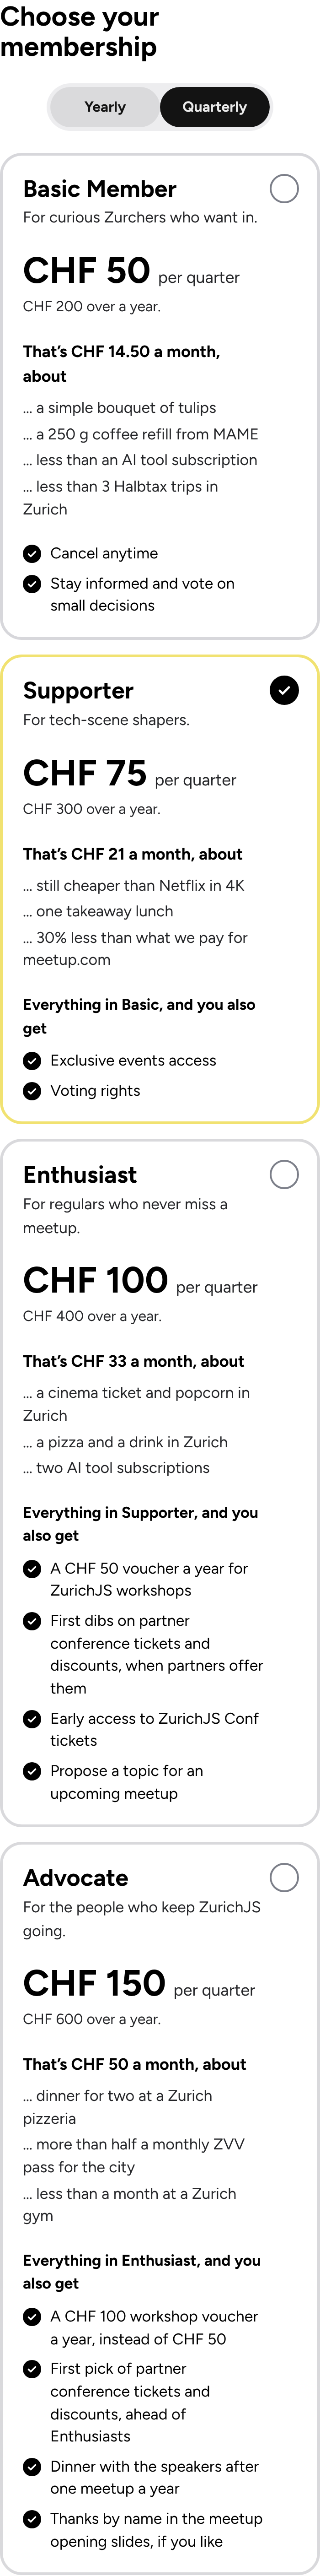 Choose your
membership
Yearly
Quarterly
Basic Member
For curious Zurchers who want in.
CHF 50 per quarter
CHF 200 over a year.
That's CHF 14.50 a month,
about
... a simple bouquet of tulips
... a 250 g coffee refill from MAME
... less than an AI tool subscription
... less than 3 Halbtax trips in
Zurich
Cancel anytime
Stay informed and vote on
small decisions
Supporter
For tech-scene shapers.
CHF 75 per quarter
CHF 300 over a year.
That's CHF 21 a month, about
... still cheaper than Netflix in 4K
... one takeaway lunch
... 30% less than what we pay for
meetup.com
Everything in Basic, and you also
get
Exclusive events access
Voting rights
Enthusiast
For regulars who never miss a
meetup.
CHF 100 per quarter
CHF 400 over a year.
That's CHF 33 a month, about
... a cinema ticket and popcorn in
Zurich
... a pizza and a drink in Zurich
... two AI tool subscriptions
Everything in Supporter, and you
also get
A CHF 50 voucher a year for
ZurichJS workshops
First dibs on partner
conference tickets and
discounts, when partners offer
them
Early access to ZurichJS Conf
tickets
Propose a topic for an
upcoming meetup
Advocate
For the people who keep ZurichJS
going.
CHF 150 per quarter
CHF 600 over a year.
That's CHF 50 a month, about
... dinner for two at a Zurich
pizzeria
... more than half a monthly ZVV
pass for the city
... less than a month at a Zurich
gym
Everything in Enthusiast, and you
also get
A CHF 100 workshop voucher
a year, instead of CHF 50
First pick of partner
conference tickets and
discounts, ahead of
Enthusiasts
Dinner with the speakers after
one meetup a year
Thanks by name in the meetup
opening slides, if you like